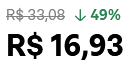 R$ 33,08 ↓ 49%
R$ 16,93